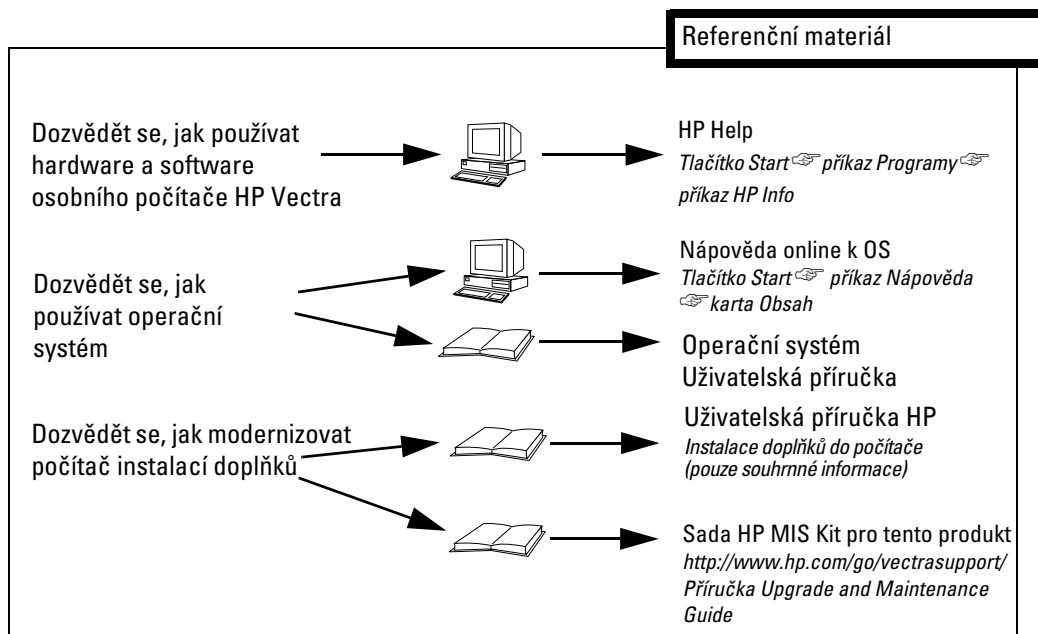 Referenční materiál
Dozvědět se, jak používat
hardware a software
osobního počítače HP Vectra
HP Help
Tlačítko Start ☞ příkaz Programy ☞
příkaz HP Info
Dozvědět se, jak
používat operační
systém
Nápověda online k OS
Tlačítko Start ☞ příkaz Nápověda
☞ karta Obsah
Operační systém
Uživatelská příručka
Dozvědět se, jak modernizovat
počítač instalací doplňků
Uživatelská příručka HP
Instalace doplňků do počítače
(pouze souhrnné informace)
Sada HP MIS Kit pro tento produkt
http://www.hp.com/go/vectrasupport/
Příručka Upgrade and Maintenance
Guide